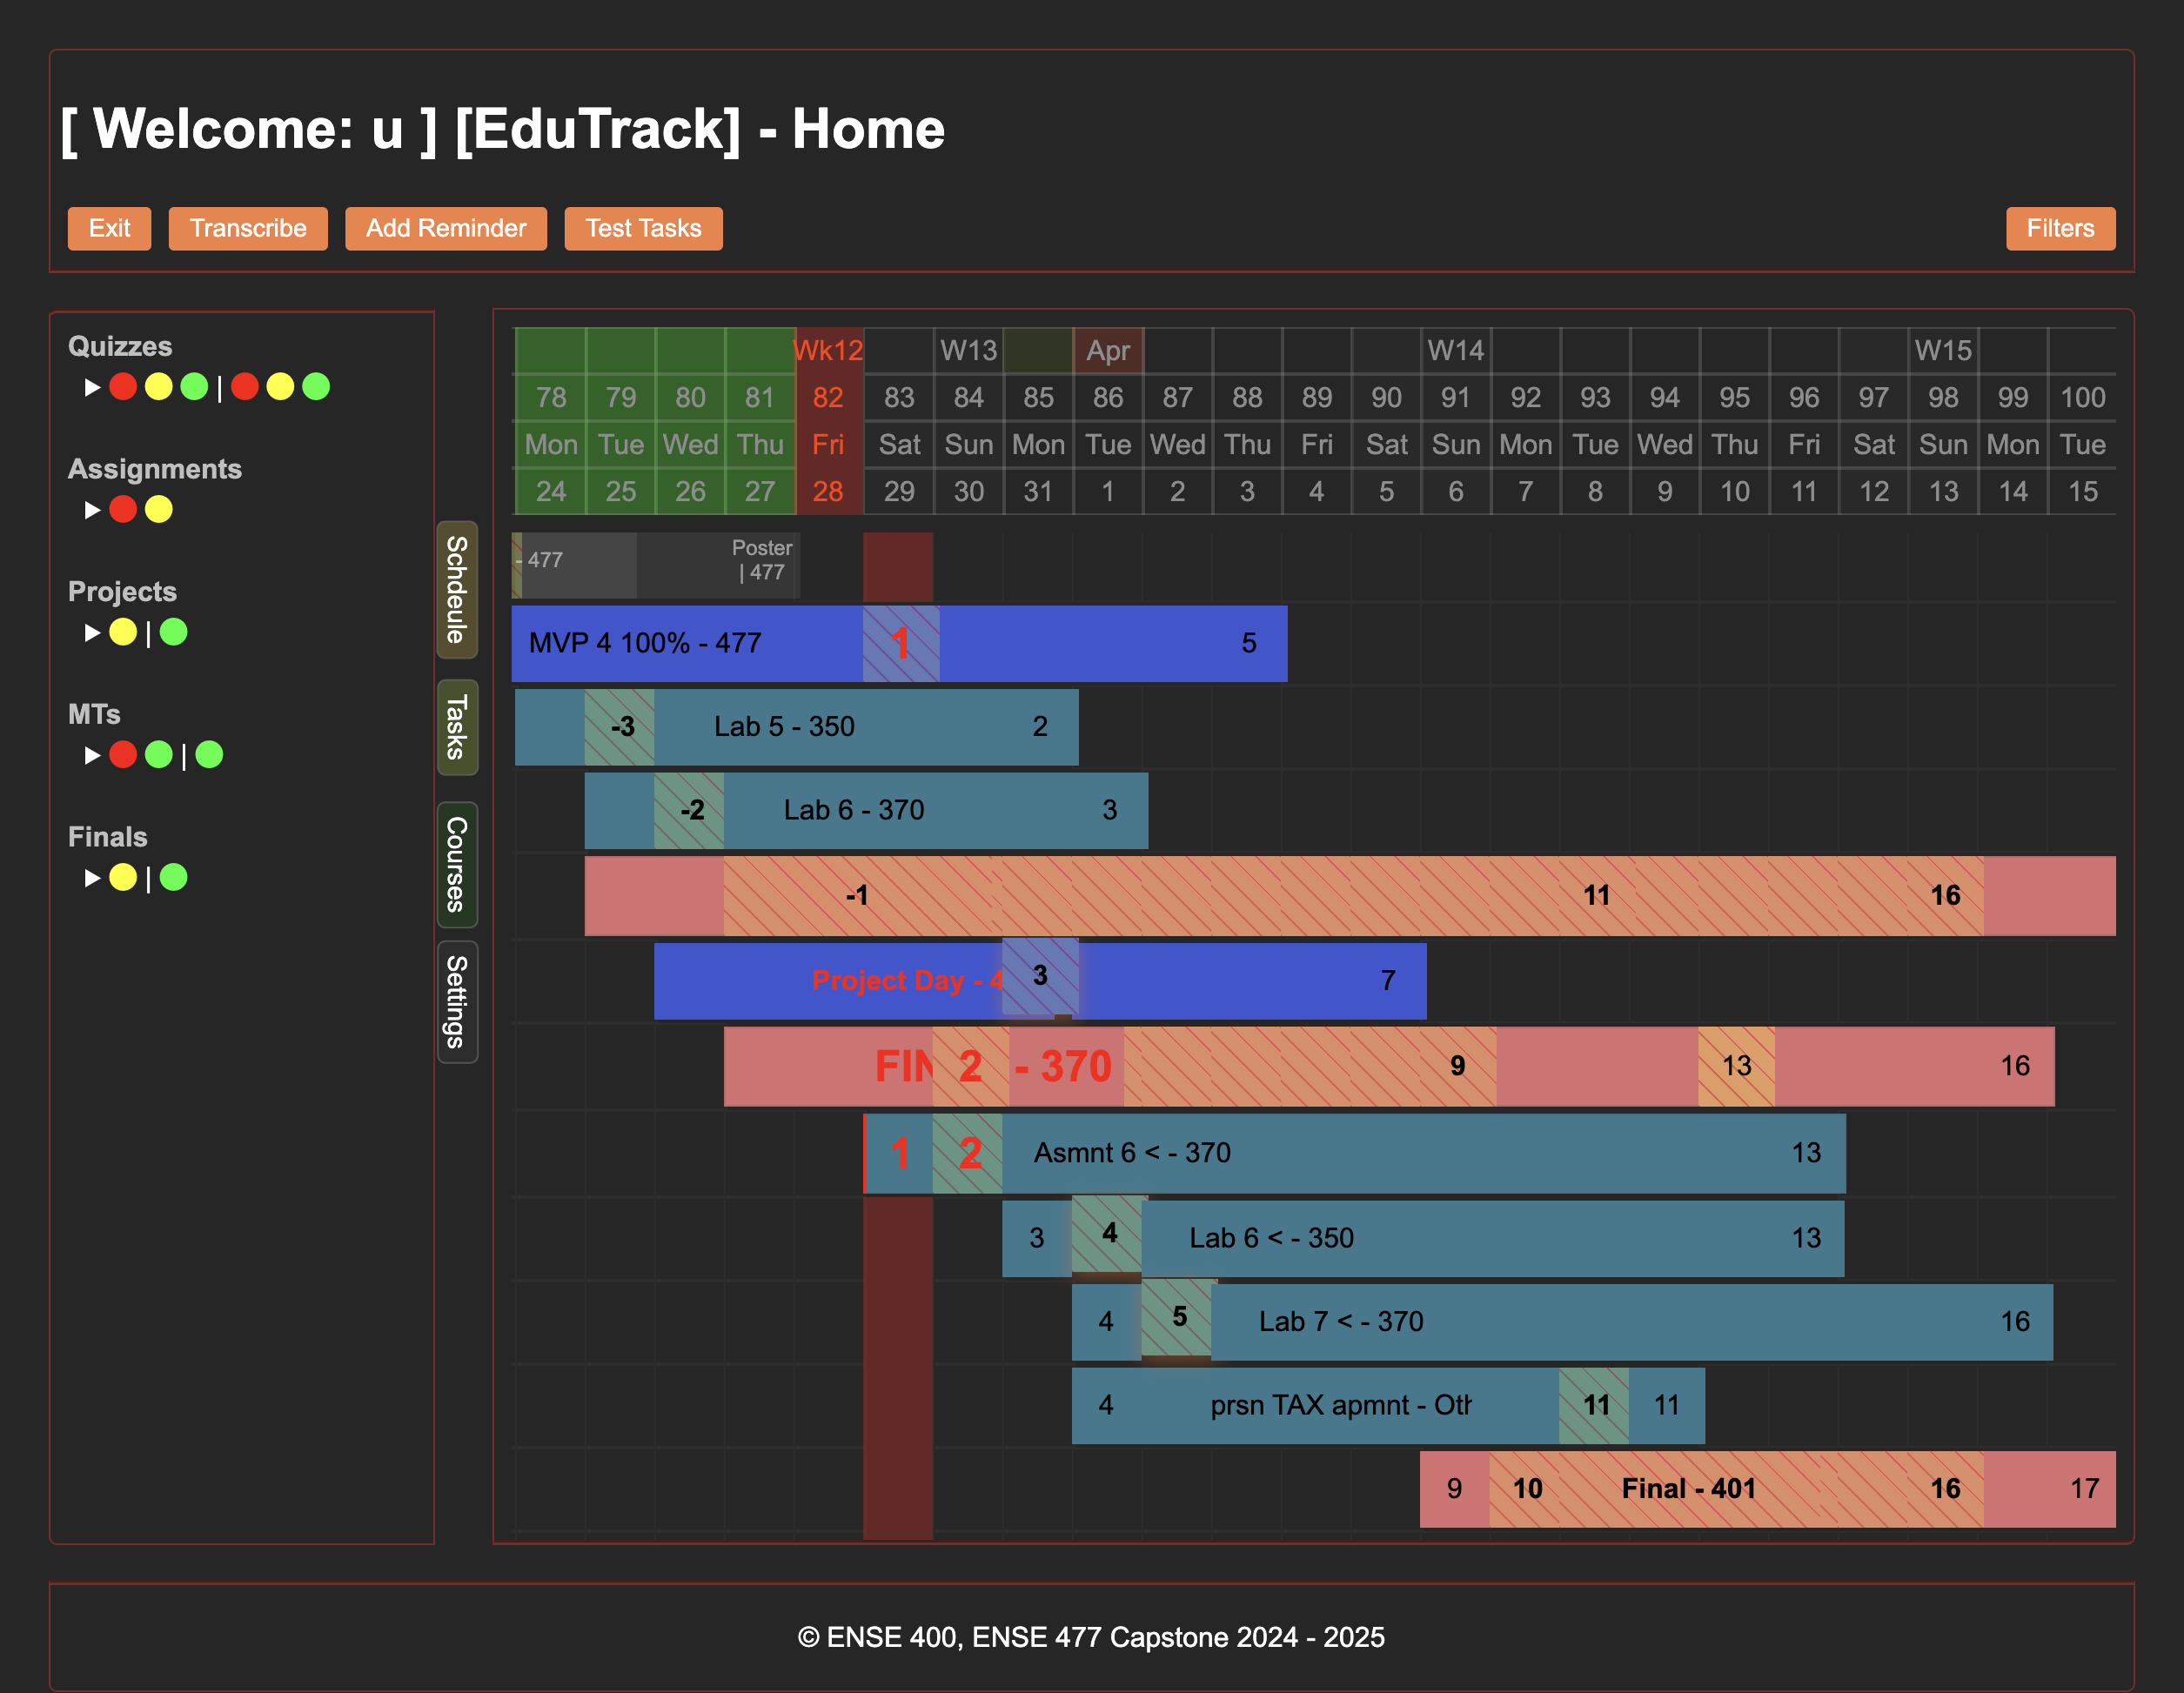 [ Welcome: u ] [EduTrack] - Home
Exit Transcribe Add Reminder Test Tasks Filters
Quizzes
|
Assignments
Projects
|
MTs
|
Finals
|
Schdeule
Tasks
Courses
Settings
Wk12 W13 Apr W14 W15
78 79 80 81 82 83 84 85 86 87 88 89 90 91 92 93 94 95 96 97 98 99 100
Mon Tue Wed Thu Fri Sat Sun Mon Tue Wed Thu Fri Sat Sun Mon Tue Wed Thu Fri Sat Sun Mon Tue
24 25 26 27 28 29 30 31 1 2 3 4 5 6 7 8 9 10 11 12 13 14 15
- 477 Poster
| 477
MVP 4 100% - 477 1 5
-3 Lab 5 - 350 2
-2 Lab 6 - 370 3
-1 11 16
Project Day - 4 3 7
FIN 2 - 370 9 13 16
1 2 Asmnt 6 < - 370 13
3 4 Lab 6 < - 350 13
4 5 Lab 7 < - 370 16
4 prsn TAX apmnt - Oth 11 11
9 10 Final - 401 16 17
© ENSE 400, ENSE 477 Capstone 2024 - 2025